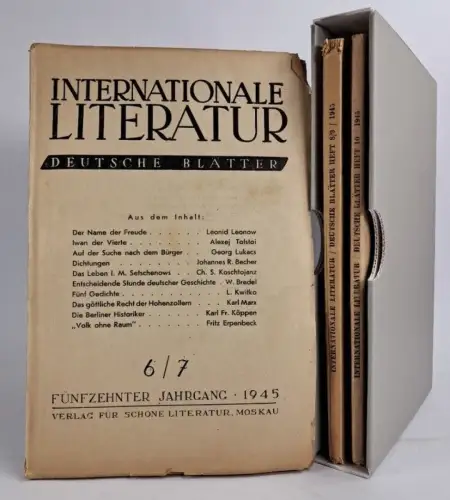 INTERNATIONALE
LITERATUR
DEUTSCHE BLÄTTER
Aus dem Inhalt:
Der Name der Freude . . . . . . Leonid Leonow
Iwan der Vierte . . . . . . . . Alexej Tolstoi
Auf der Suche nach dem Bürger . . Georg Lukacs
Dichtungen . . . . . . . Johannes R. Becher
Das Leben I. M. Setschenows . . Ch. S. Koschtojanz
Entscheidende Stunde deutscher Geschichte . W. Bredel
Fünf Gedichte . . . . . . . . . L. Kwitko
Das göttliche Recht der Hohenzollern . . Karl Marx
Die Berliner Historiker . . . . Karl Fr. Köppen
„Volk ohne Raum" . . . . . . . Fritz Erpenbeck
6/7
FÜNFZEHNTER JAHRGANG · 1945
VERLAG FÜR SCHÖNE LITERATUR, MOSKAU
INTERNATIONALE LITERATUR / DEUTSCHE BLÄTTER HEFT 8/9 / 1945
INTERNATIONALE LITERATUR / DEUTSCHE BLÄTTER HEFT 10 / 1945